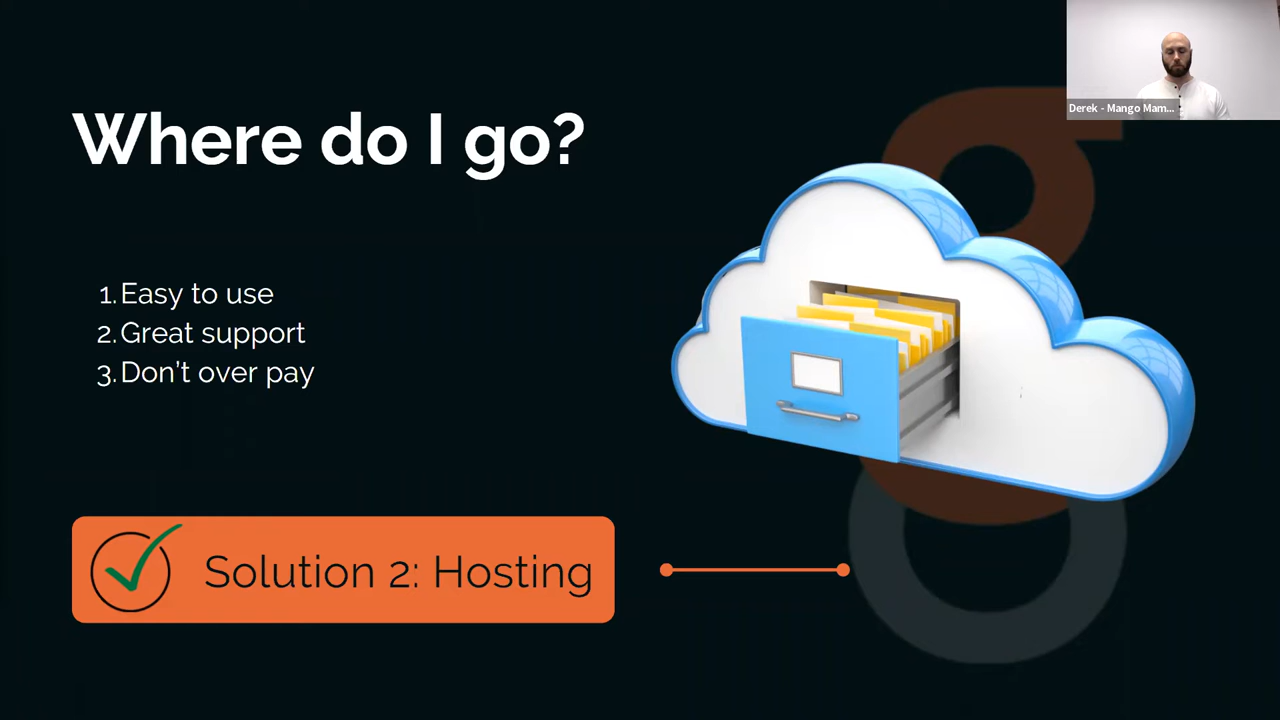 Where do I go?
1. Easy to use
2. Great support
3. Don't over pay
Solution 2: Hosting
Derek - Mango Mam...